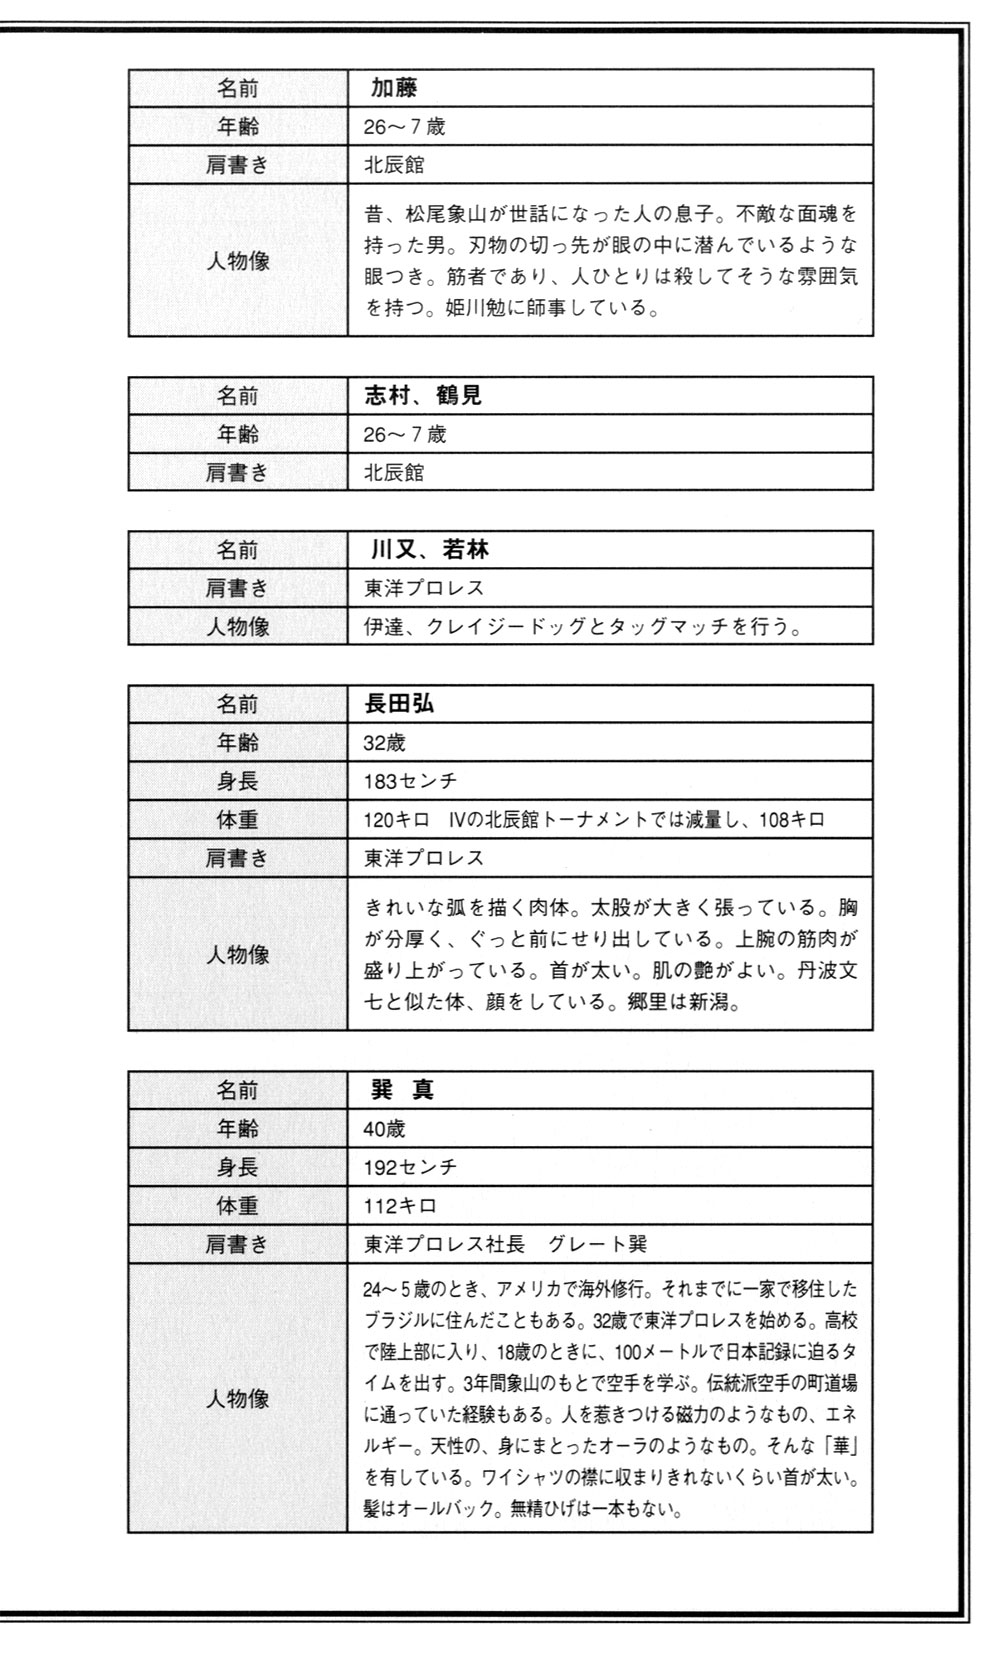 名前 加藤
年齢 26～7歳
肩書き 北辰館
人物像
昔、松尾象山が世話になった人の息子。不敵な面魂を
持った男。刃物の切っ先が眼の中に潜んでいるような
眼つき。筋者であり、人ひとりは殺してそうな雰囲気
を持つ。姫川勉に師事している。
名前 志村、鶴見
年齢 26～7歳
肩書き 北辰館
名前 川又、若林
肩書き 東洋プロレス
人物像 伊達、クレイジードッグとタッグマッチを行う。
名前 長田弘
年齢 32歳
身長 183センチ
体重 120キロ　IVの北辰館トーナメントでは減量し、108キロ
肩書き 東洋プロレス
人物像
きれいな弧を描く肉体。太股が大きく張っている。胸
が分厚く、ぐっと前にせり出している。上腕の筋肉が
盛り上がっている。首が太い。肌の艶がよい。丹波文
七と似た体、顔をしている。郷里は新潟。
名前 巽　真
年齢 40歳
身長 192センチ
体重 112キロ
肩書き 東洋プロレス社長　グレート巽
人物像
24～5歳のとき、アメリカで海外修行。それまでに一家で移住した
ブラジルに住んだこともある。32歳で東洋プロレスを始める。高校
で陸上部に入り、18歳のときに、100メートルで日本記録に迫るタ
イムを出す。3年間象山のもとで空手を学ぶ。伝統派空手の町道場
に通っていた経験もある。人を惹きつける磁力のようなもの、エネ
ルギー。天性の、身にまとったオーラのようなもの。そんな「華」
を有している。ワイシャツの襟に収まりきれないくらい首が太い。
髪はオールバック。無精ひげは一本もない。